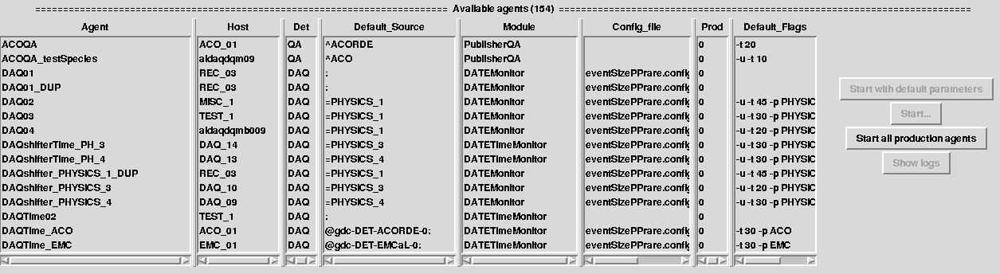 Available agents (154)
Agent Host Det Default_Source Module Config_file Prod Default_Flags
ACOQA ACO_01 QA ^ACORDE PublisherQA 0 -t 20
ACOQA_testSpecies aldaqdqm09 QA ^ACO PublisherQA 0 -u -t 10
DAQ01 REC_03 DAQ : DATEMonitor eventSizePPrare.config 0
DAQ01_DUP REC_03 DAQ : DATEMonitor eventSizePPrare.config 0
DAQ02 MISC_1 DAQ =PHYSICS_1 DATEMonitor eventSizePPrare.config 0 -u -t 45 -p PHYSIC
DAQ03 TEST_1 DAQ =PHYSICS_1 DATEMonitor eventSizePPrare.config 0 -u -t 30 -p PHYSIC
DAQ04 aldaqdqmb009 DAQ =PHYSICS_1 DATEMonitor eventSizePPrare.config 0 -u -t 20 -p PHYSIC
DAQshifterTime_PH_3 DAQ_14 DAQ =PHYSICS_3 DATETimeMonitor eventSizePPrare.config 0 -u -t 30 -p PHYSIC
DAQshifterTime_PH_4 DAQ_13 DAQ =PHYSICS_4 DATETimeMonitor eventSizePPrare.config 0 -u -t 30 -p PHYSIC
DAQshifter_PHYSICS_1_DUP REC_03 DAQ =PHYSICS_1 DATEMonitor eventSizePPrare.config 0 -u -t 45 -p PHYSIC
DAQshifter_PHYSICS_3 DAQ_10 DAQ =PHYSICS_3 DATEMonitor eventSizePPrare.config 0 -u -t 20 -p PHYSIC
DAQshifter_PHYSICS_4 DAQ_09 DAQ =PHYSICS_4 DATEMonitor eventSizePPrare.config 0 -u -t 30 -p PHYSIC
DAQTime02 TEST_1 DAQ : DATETimeMonitor 0
DAQTime_ACO ACO_01 DAQ @gdc-DET-ACORDE-0: DATETimeMonitor eventSizePPrare.config 0 -t 30 -p ACO
DAQTime_EMC EMC_01 DAQ @gdc-DET-EMCaL-0: DATETimeMonitor eventSizePPrare.config 0 -t 30 -p EMC
Start with default parameters
Start...
Start all production agents
Show logs